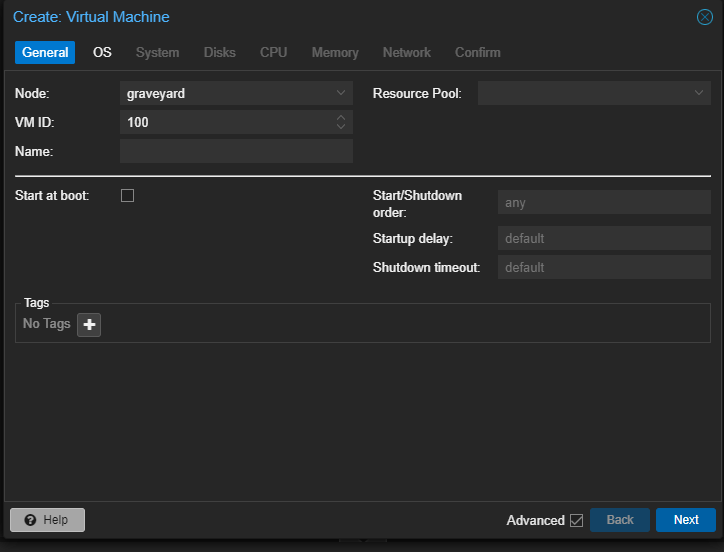 Create: Virtual Machine
General OS System Disks CPU Memory Network Confirm
Node: graveyard Resource Pool:
VM ID: 100
Name:
Start at boot: Start/Shutdown order: any
Startup delay: default
Shutdown timeout: default
Tags
No Tags
Help Advanced Back Next